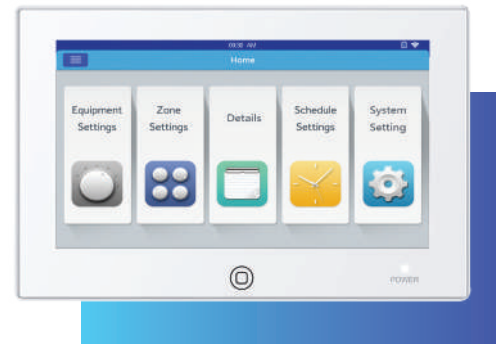 Home
Equipment
Settings
Zone
Settings
Details
Schedule
Settings
System
Setting
POWER